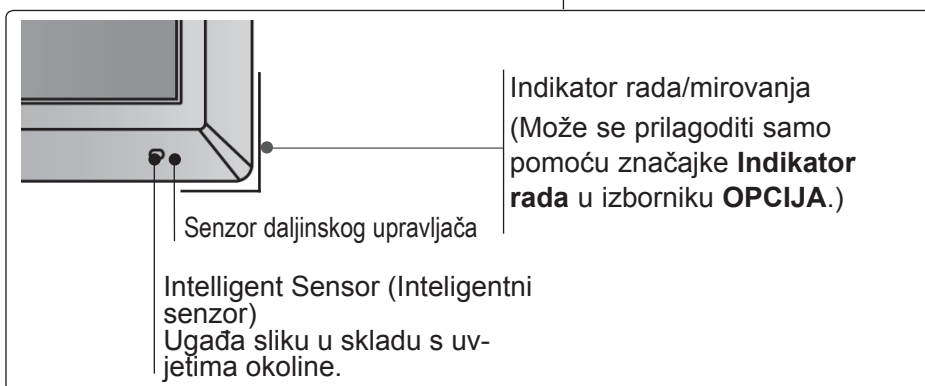 Indikator rada/mirovanja
(Može se prilagoditi samo
pomoću značajke Indikator
rada u izborniku OPCIJA.)
Senzor daljinskog upravljača
Intelligent Sensor (Inteligentni
senzor)
Ugađa sliku u skladu s uv-
jetima okoline.